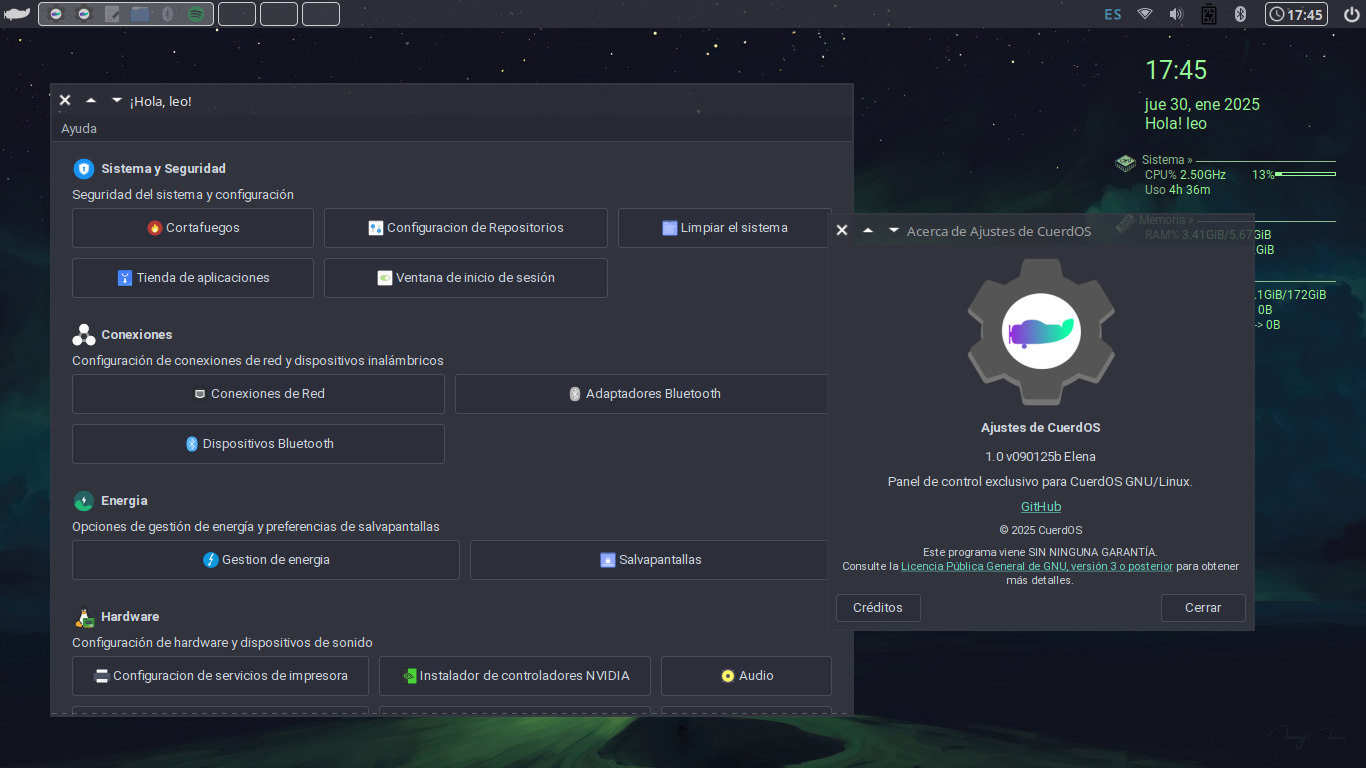 ES
17:45
17:45
jue 30, ene 2025
Hola! leo
Sistema »
CPU% 2.50GHz 13%
Uso 4h 36m
Memoria »
RAM% 3.41GiB/5.67GiB
GiB
.1GiB/172GiB
0B
-> 0B
¡Hola, leo!
Ayuda
Sistema y Seguridad
Seguridad del sistema y configuración
Cortafuegos
Configuracion de Repositorios
Limpiar el sistema
Tienda de aplicaciones
Ventana de inicio de sesión
Conexiones
Configuración de conexiones de red y dispositivos inalámbricos
Conexiones de Red
Adaptadores Bluetooth
Dispositivos Bluetooth
Energia
Opciones de gestión de energía y preferencias de salvapantallas
Gestion de energia
Salvapantallas
Hardware
Configuración de hardware y dispositivos de sonido
Configuracion de servicios de impresora
Instalador de controladores NVIDIA
Audio
Acerca de Ajustes de CuerdOS
Ajustes de CuerdOS
1.0 v090125b Elena
Panel de control exclusivo para CuerdOS GNU/Linux.
GitHub
© 2025 CuerdOS
Este programa viene SIN NINGUNA GARANTÍA.
Consulte la Licencia Pública General de GNU, versión 3 o posterior para obtener
más detalles.
Créditos
Cerrar